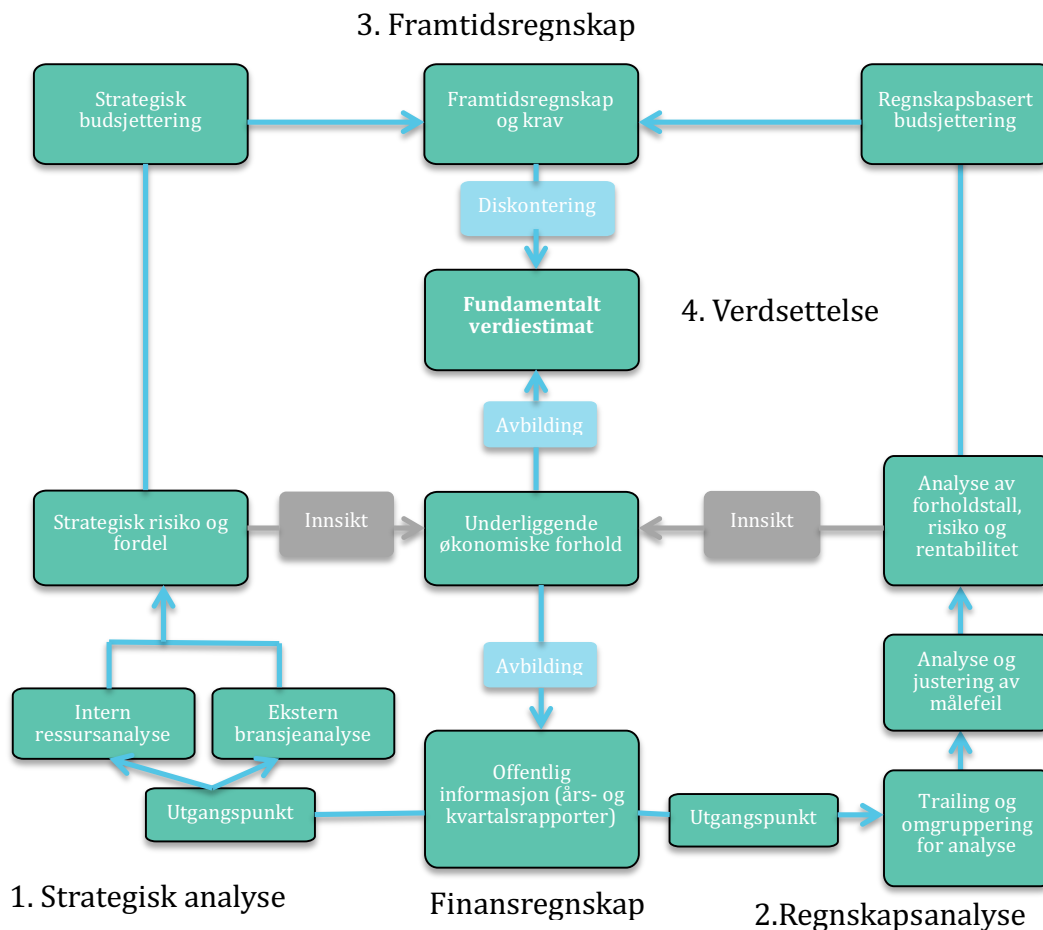 3. Framtidsregnskap
Strategisk
budsjettering
Framtidsregnskap
og krav
Regnskapsbasert
budsjettering
Diskontering
Fundamentalt
verdiestimat
4. Verdsettelse
Avbilding
Strategisk risiko og
fordel
Innsikt
Underliggende
økonomiske forhold
Innsikt
Analyse av
forholdstall,
risiko og
rentabilitet
Avbilding
Analyse og
justering av
målefeil
Intern
ressursanalyse
Ekstern
bransjeanalyse
Utgangspunkt
Offentlig
informasjon (års- og
kvartalsrapporter)
Utgangspunkt
Trailing og
omgruppering
for analyse
1. Strategisk analyse
Finansregnskap
2.Regnskapsanalyse